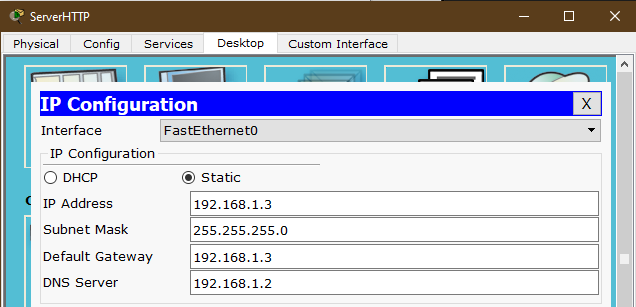 ServerHTTP
Physical Config Services Desktop Custom Interface
IP Configuration X
Interface FastEthernet0
IP Configuration
DHCP Static
IP Address 192.168.1.3
Subnet Mask 255.255.255.0
Default Gateway 192.168.1.3
DNS Server 192.168.1.2